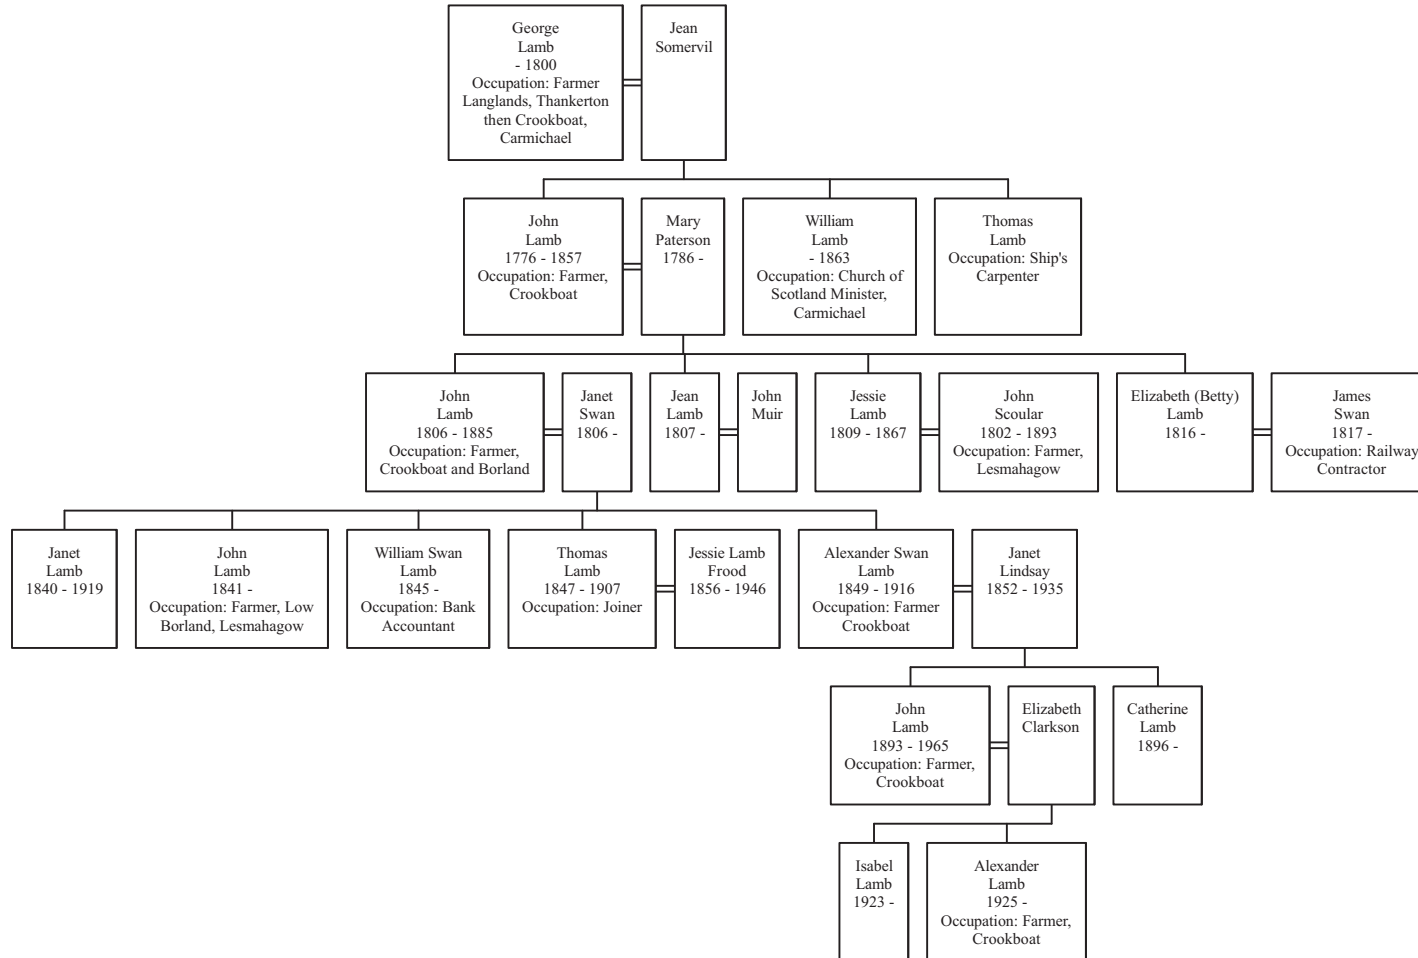 George
Lamb
- 1800
Occupation: Farmer
Langlands, Thankerton
then Crookboat,
Carmichael
Jean
Somervil
John
Lamb
1776 - 1857
Occupation: Farmer,
Crookboat
Mary
Paterson
1786 -
William
Lamb
- 1863
Occupation: Church of
Scotland Minister,
Carmichael
Thomas
Lamb
Occupation: Ship's
Carpenter
John
Lamb
1806 - 1885
Occupation: Farmer,
Crookboat and Borland
Janet
Swan
1806 -
Jean
Lamb
1807 -
John
Muir
Jessie
Lamb
1809 - 1867
John
Scoular
1802 - 1893
Occupation: Farmer,
Lesmahagow
Elizabeth (Betty)
Lamb
1816 -
James
Swan
1817 -
Occupation: Railway
Contractor
Janet
Lamb
1840 - 1919
John
Lamb
1841 -
Occupation: Farmer, Low
Borland, Lesmahagow
William Swan
Lamb
1845 -
Occupation: Bank
Accountant
Thomas
Lamb
1847 - 1907
Occupation: Joiner
Jessie Lamb
Frood
1856 - 1946
Alexander Swan
Lamb
1849 - 1916
Occupation: Farmer
Crookboat
Janet
Lindsay
1852 - 1935
John
Lamb
1893 - 1965
Occupation: Farmer,
Crookboat
Elizabeth
Clarkson
Catherine
Lamb
1896 -
Isabel
Lamb
1923 -
Alexander
Lamb
1925 -
Occupation: Farmer,
Crookboat